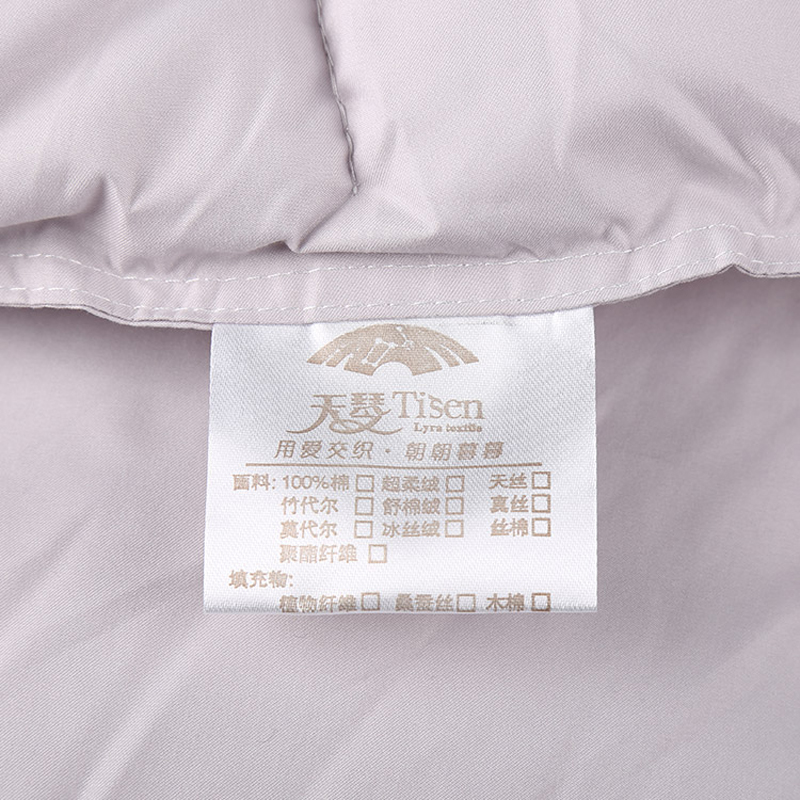 天琴 Tisen
Lyra textile
用爱交织·朝朝暮暮
面料: 100%棉□ 超柔绒□ 天丝□
竹代尔□ 舒棉绒□ 真丝□
莫代尔□ 冰丝绒□ 丝棉□
聚酯纤维□
填充物:
植物纤维□ 桑蚕丝□ 木棉□